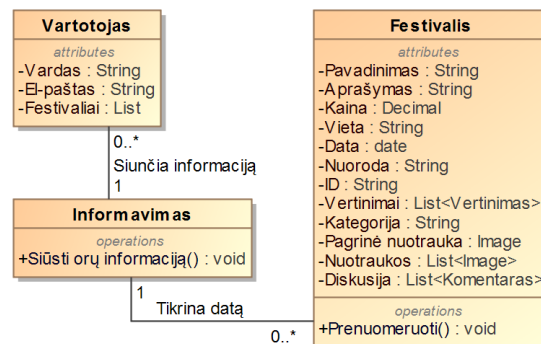 Vartotojas
attributes
-Vardas : String
-El-paštas : String
-Festivaliai : List
0..*
Siunčia informaciją
1
Informavimas
operations
+Siūsti orų informaciją() : void
1
Tikrina datą
0..*
Festivalis
attributes
-Pavadinimas : String
-Aprašymas : String
-Kaina : Decimal
-Vieta : String
-Data : date
-Nuoroda : String
-ID : String
-Vertinimai : List<Vertinimas>
-Kategorija : String
-Pagrinė nuotrauka : Image
-Nuotraukos : List<Image>
-Diskusija : List<Komentaras>
operations
+Prenuomeruoti() : void